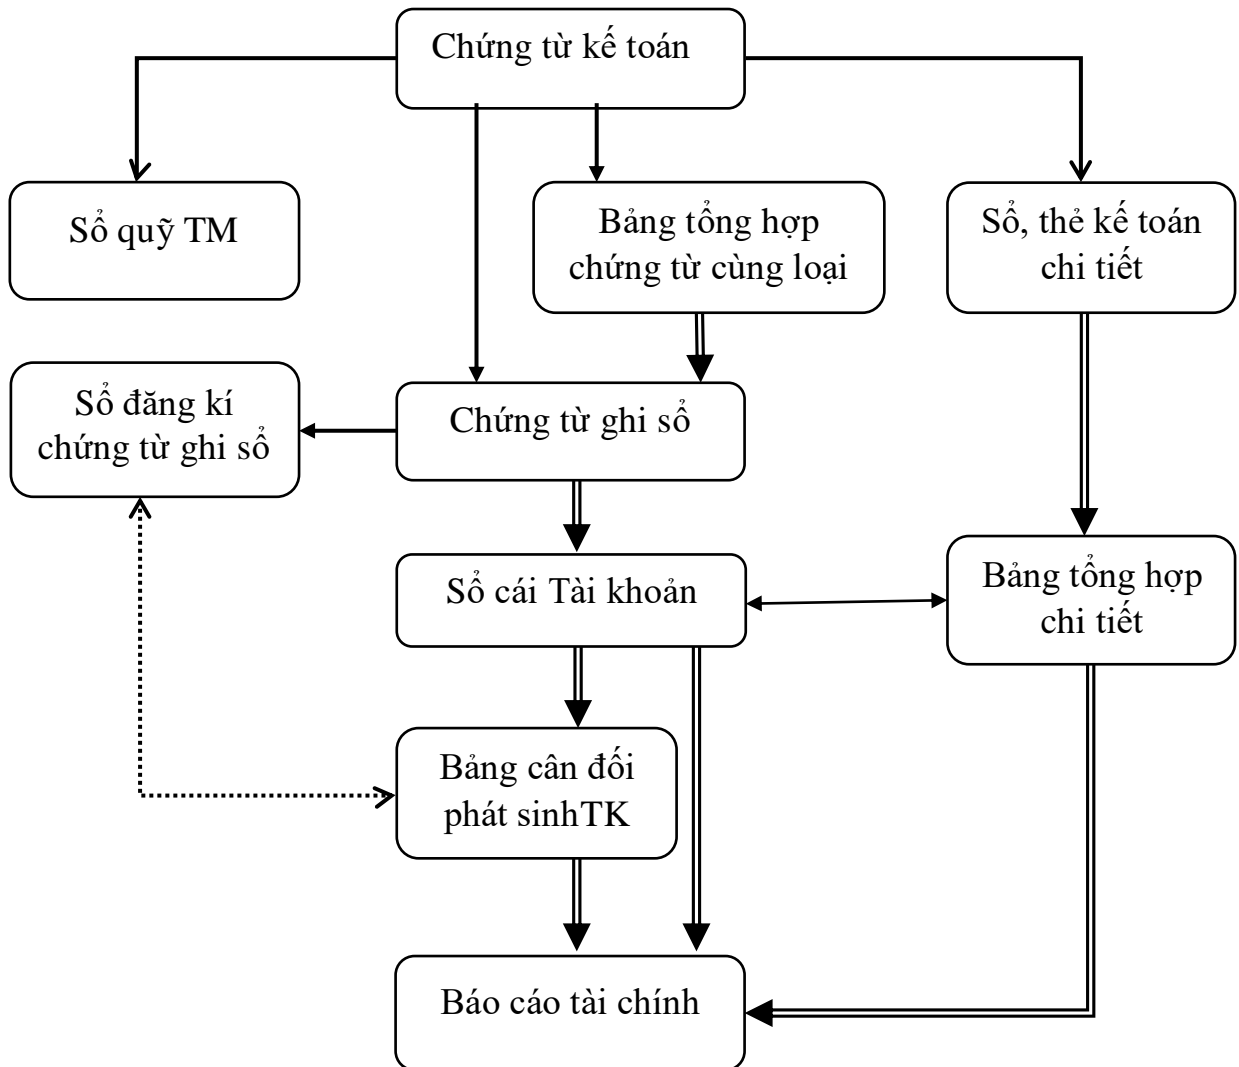 Chứng từ kế toán
Sổ quỹ TM
Bảng tổng hợp
chứng từ cùng loại
Sổ, thẻ kế toán
chi tiết
Sổ đăng kí
chứng từ ghi sổ
Chứng từ ghi sổ
Sổ cái Tài khoản
Bảng tổng hợp
chi tiết
Bảng cân đối
phát sinhTK
Báo cáo tài chính